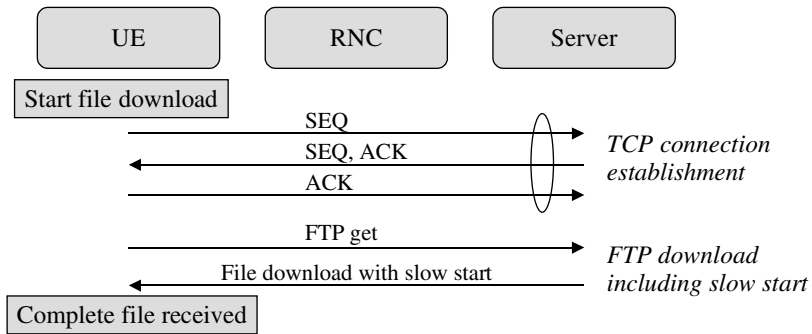 UE
RNC
Server
Start file download
SEQ
SEQ, ACK
ACK
TCP connection
establishment
FTP get
File download with slow start
FTP download
including slow start
Complete file received